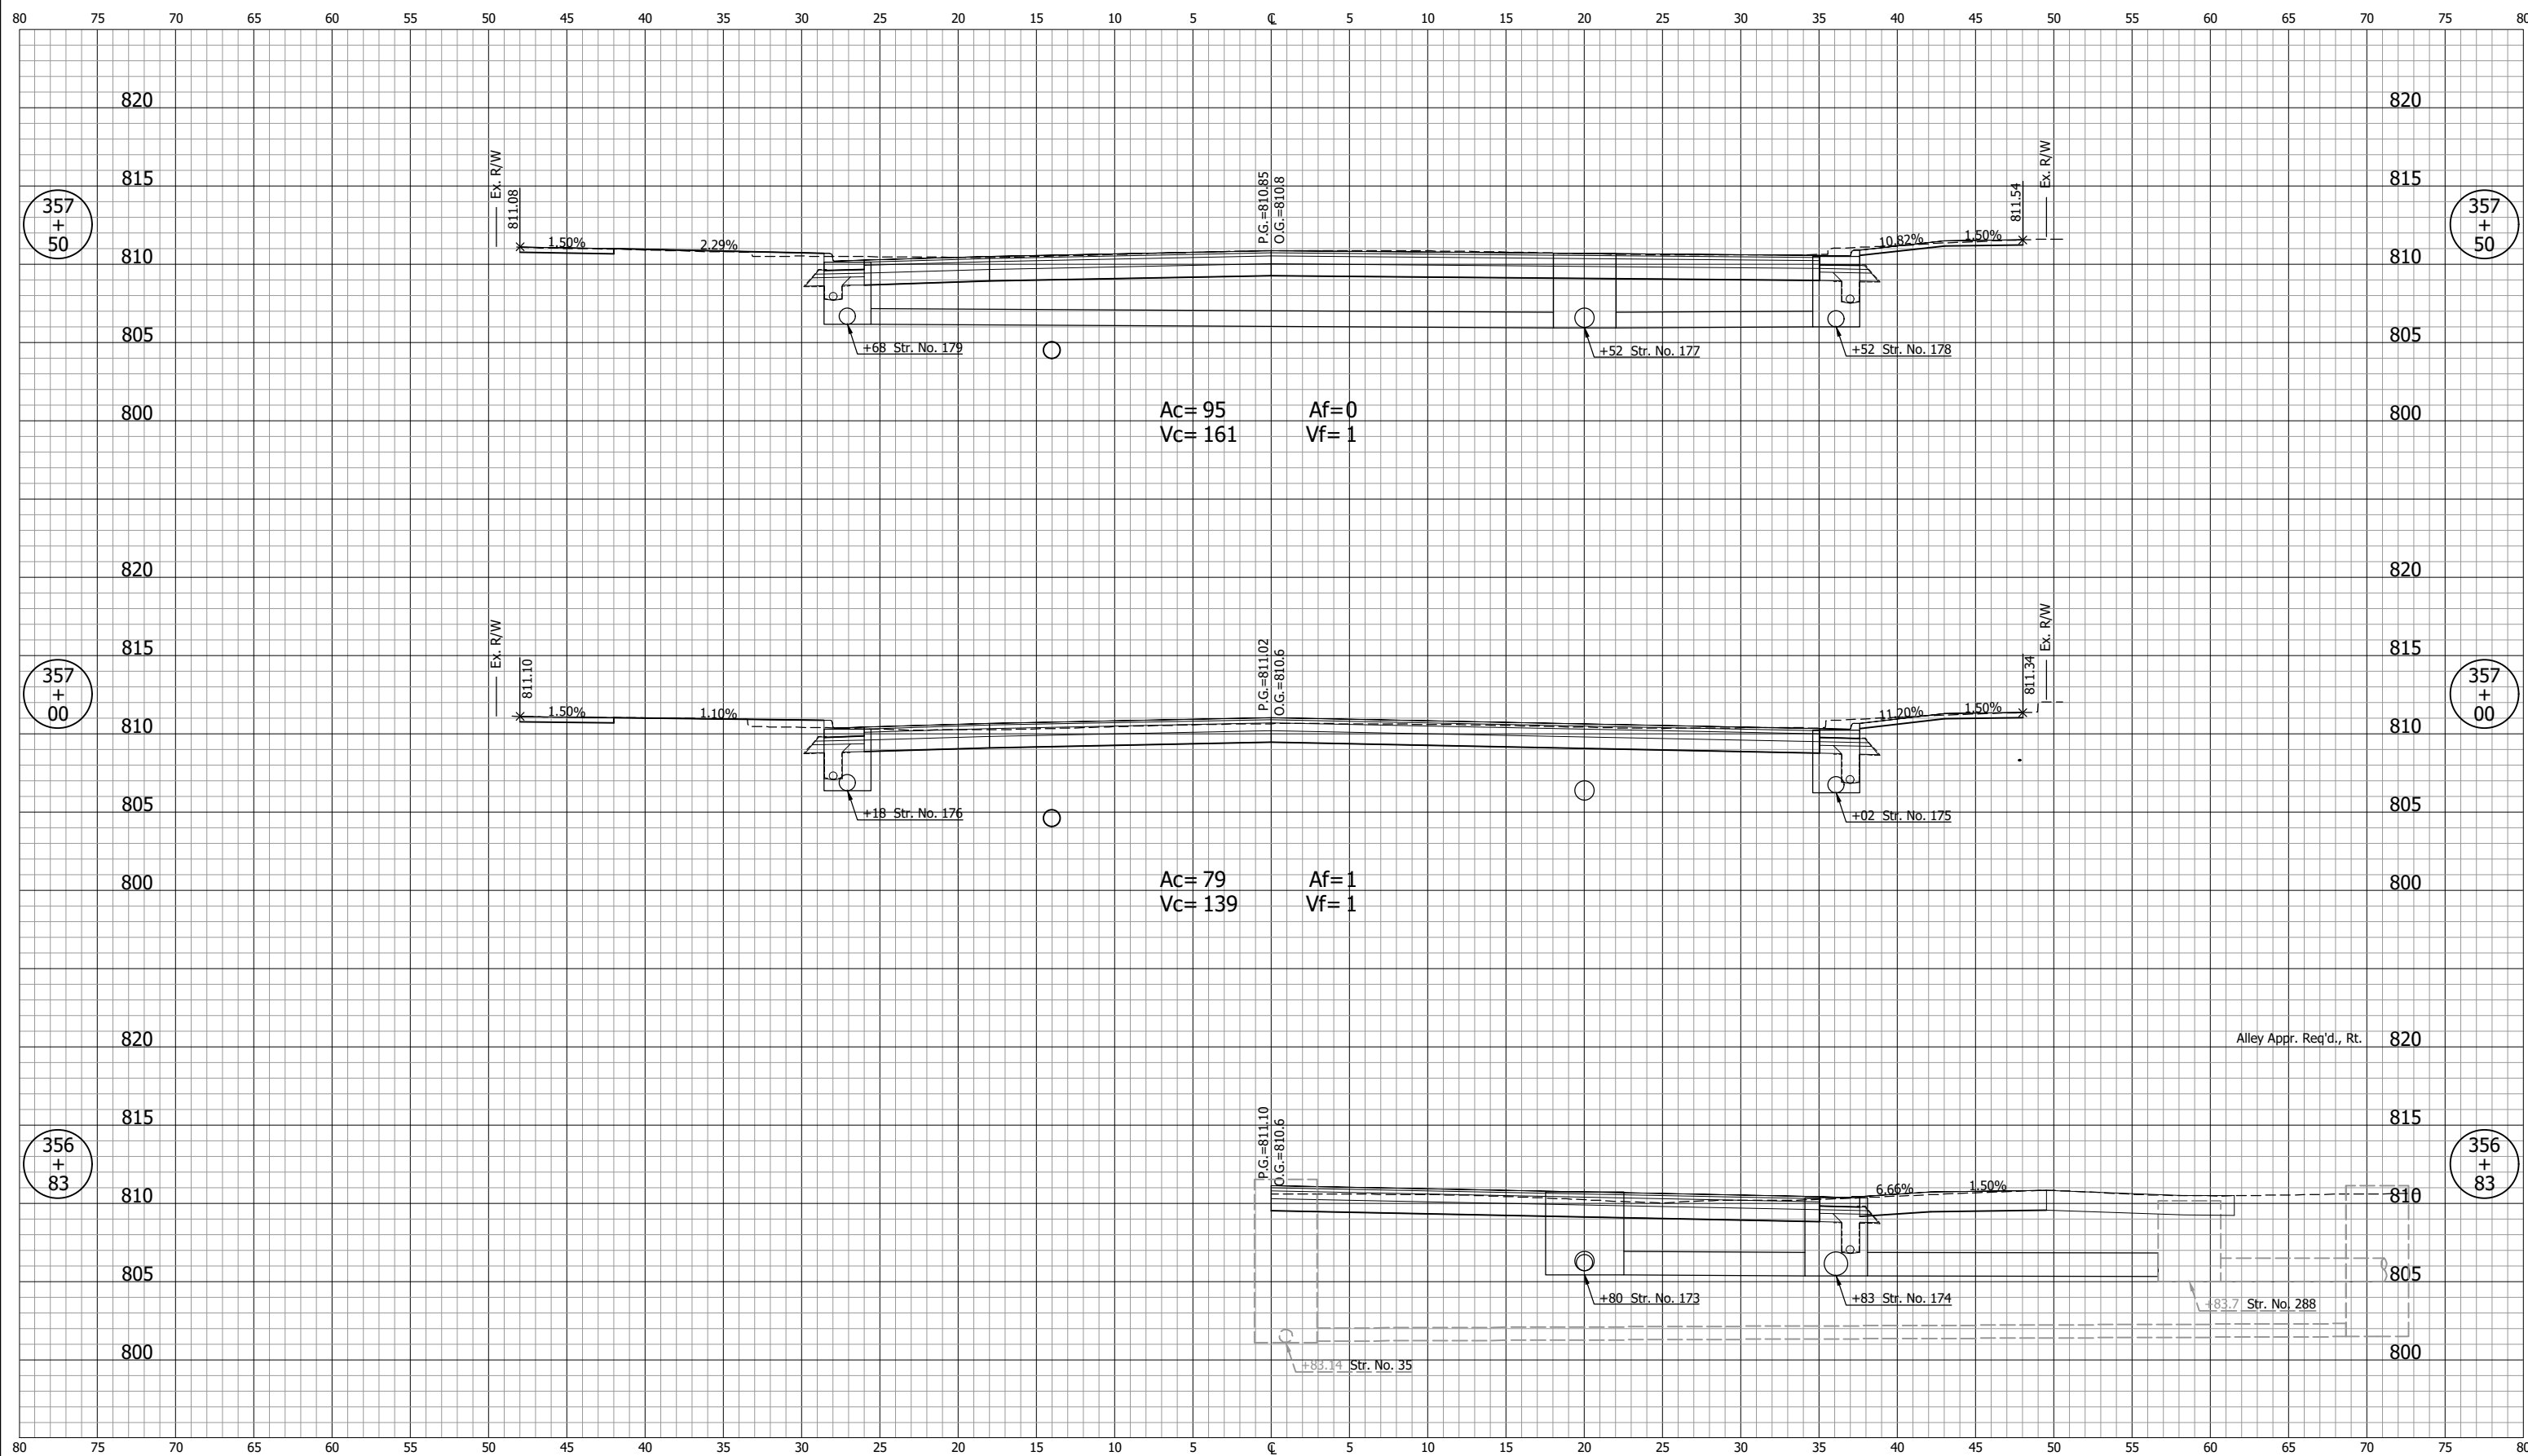 80 75 70 65 60 55 50 45 40 35 30 25 20 15 10 5 ℄ 5 10 15 20 25 30 35 40 45 50 55 60 65 70 75 80
820 820
815 815
810 810
805 805
800 800
357 + 50
357 + 50
Ex. R/W
811.08
P.G.=810.85
O.G.=810.8
811.54
Ex. R/W
1.50% 2.29% 10.82% 1.50%
+68 Str. No. 179
+52 Str. No. 177
+52 Str. No. 178
Ac= 95 Af=0
Vc= 161 Vf= 1
820 820
815 815
810 810
805 805
800 800
357 + 00
357 + 00
Ex. R/W
811.10
P.G.=811.02
O.G.=810.6
811.34
Ex. R/W
1.50% 1.10% 11.20% 1.50%
+18 Str. No. 176
+02 Str. No. 175
Ac= 79 Af=1
Vc= 139 Vf= 1
820 Alley Appr. Req'd., Rt. 820
815 815
810 810
805 805
800 800
356 + 83
356 + 83
P.G.=811.10
O.G.=810.6
6.66% 1.50%
+80 Str. No. 173
+83 Str. No. 174
+83.7 Str. No. 288
+83.14 Str. No. 35
80 75 70 65 60 55 50 45 40 35 30 25 20 15 10 5 ℄ 5 10 15 20 25 30 35 40 45 50 55 60 65 70 75 80